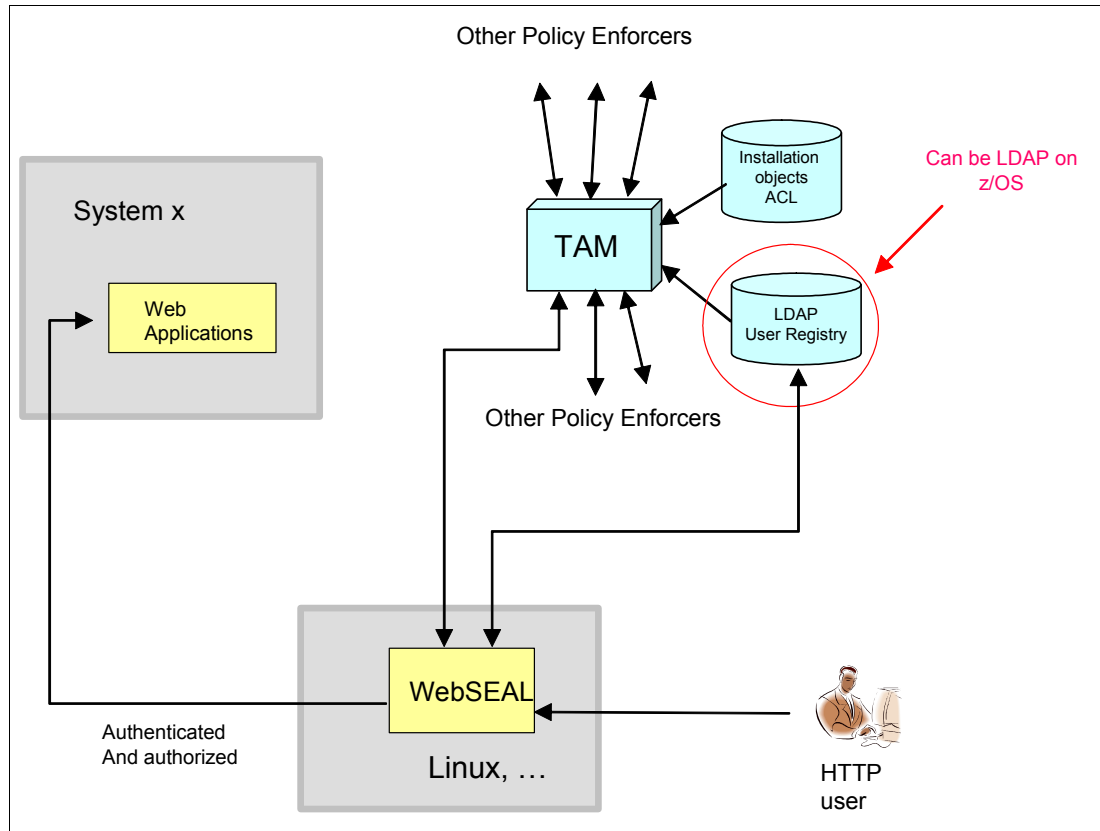 Other Policy Enforcers
Installation
objects
ACL
Can be LDAP on
z/OS
System x
TAM
Web
Applications
LDAP
User Registry
Other Policy Enforcers
WebSEAL
Authenticated
And authorized
Linux, …
HTTP
user